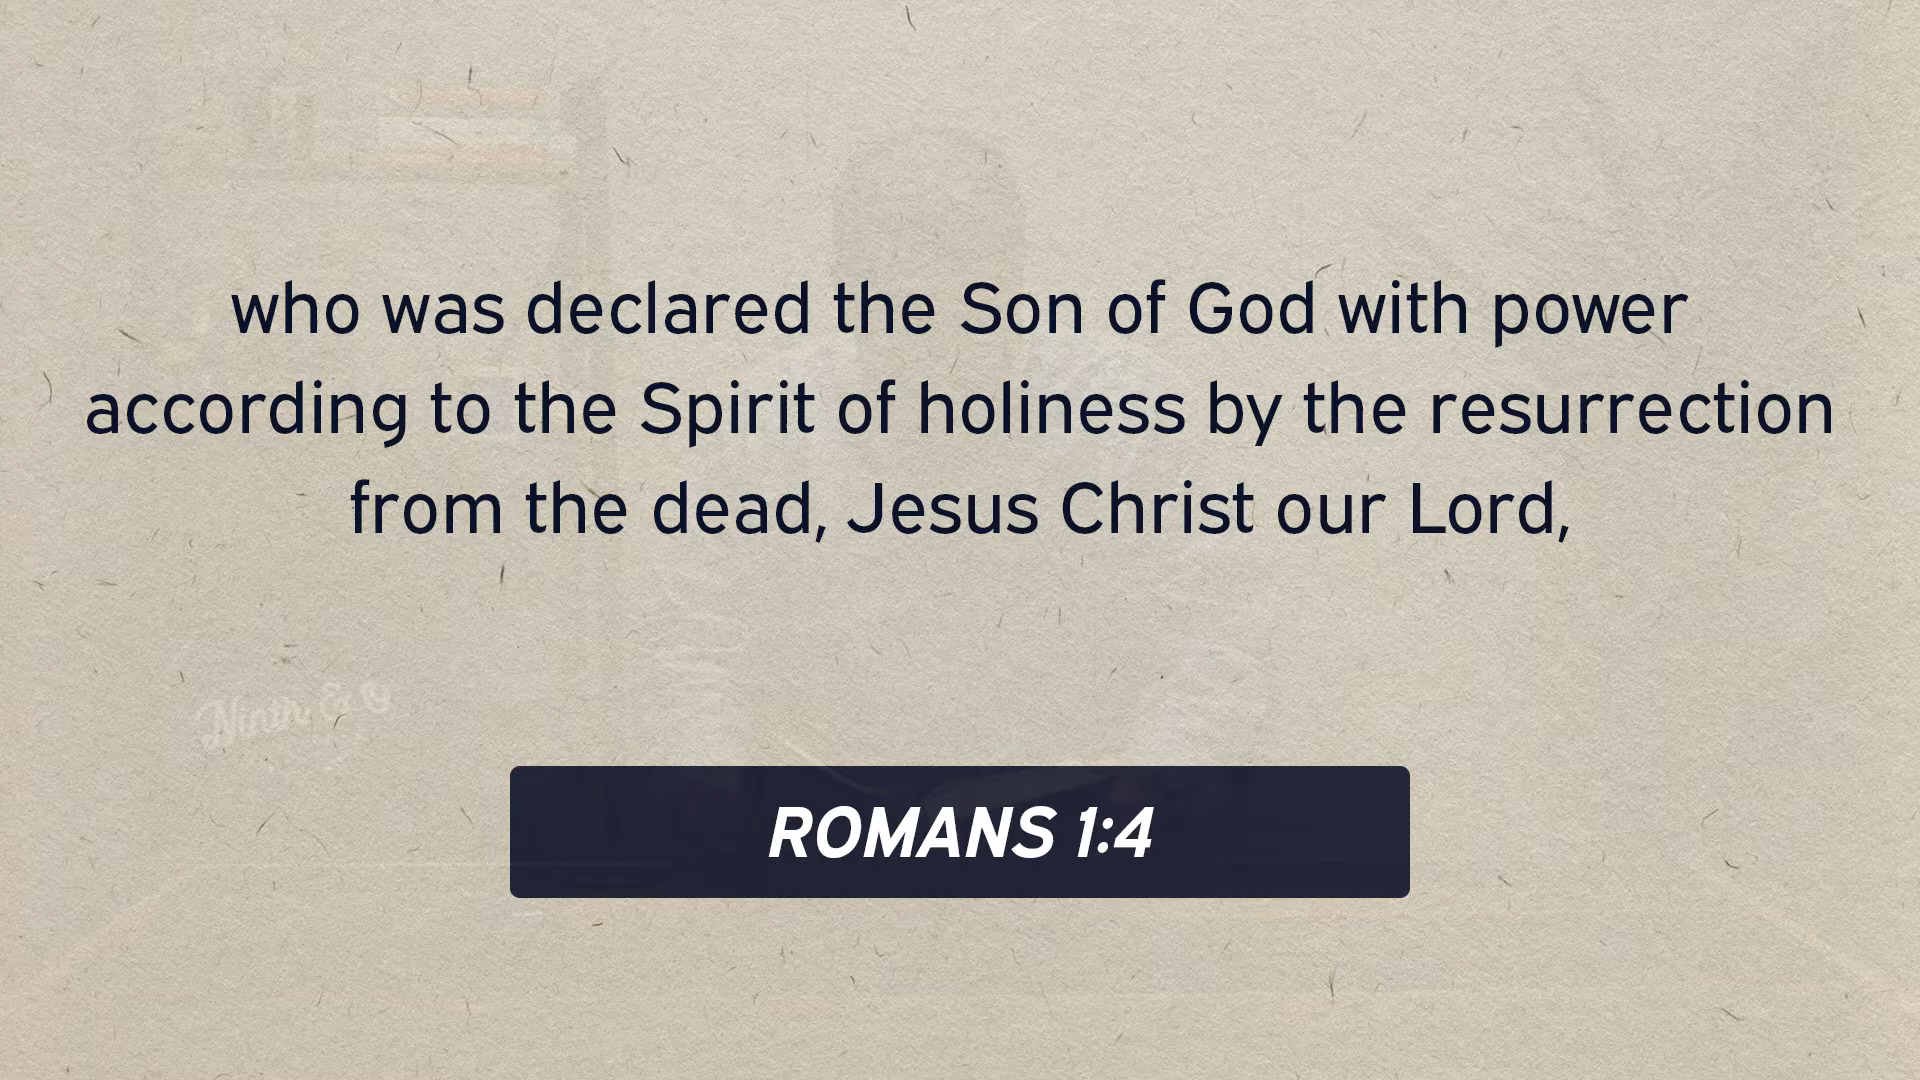 who was declared the Son of God with power
according to the Spirit of holiness by the resurrection
from the dead, Jesus Christ our Lord,
Ninth & O
ROMANS 1:4